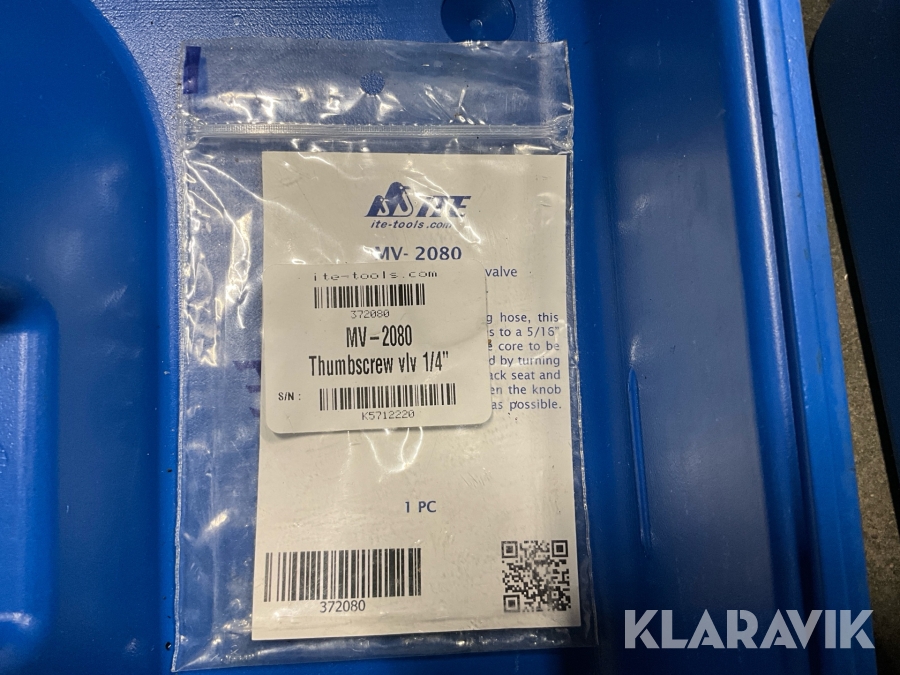 ITE
ite-tools.com
MV- 2080
valve
ite-tools.com
372080
MV-2080
Thumbscrew vlv 1/4"
S/N :
K5712220
g hose, this
s to a 5/16"
core to be
d by turning
ack seat and
en the knob
as possible.
1 PC
372080
KLARAVIK